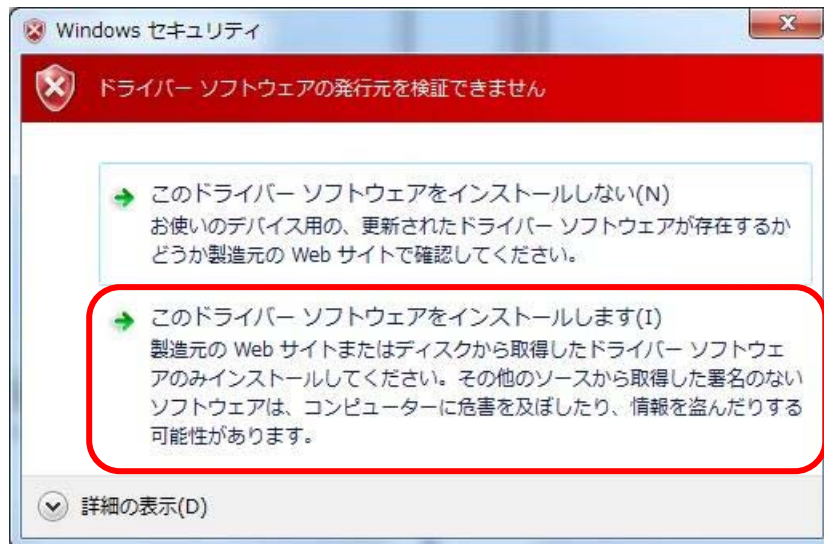 Windows セキュリティ
ドライバー ソフトウェアの発行元を検証できません
このドライバー ソフトウェアをインストールしない(N)
お使いのデバイス用の、更新されたドライバー ソフトウェアが存在するか
どうか製造元の Web サイトで確認してください。
このドライバー ソフトウェアをインストールします(I)
製造元の Web サイトまたはディスクから取得したドライバー ソフトウェ
アのみインストールしてください。その他のソースから取得した署名のない
ソフトウェアは、コンピューターに危害を及ぼしたり、情報を盗んだりする
可能性があります。
詳細の表示(D)